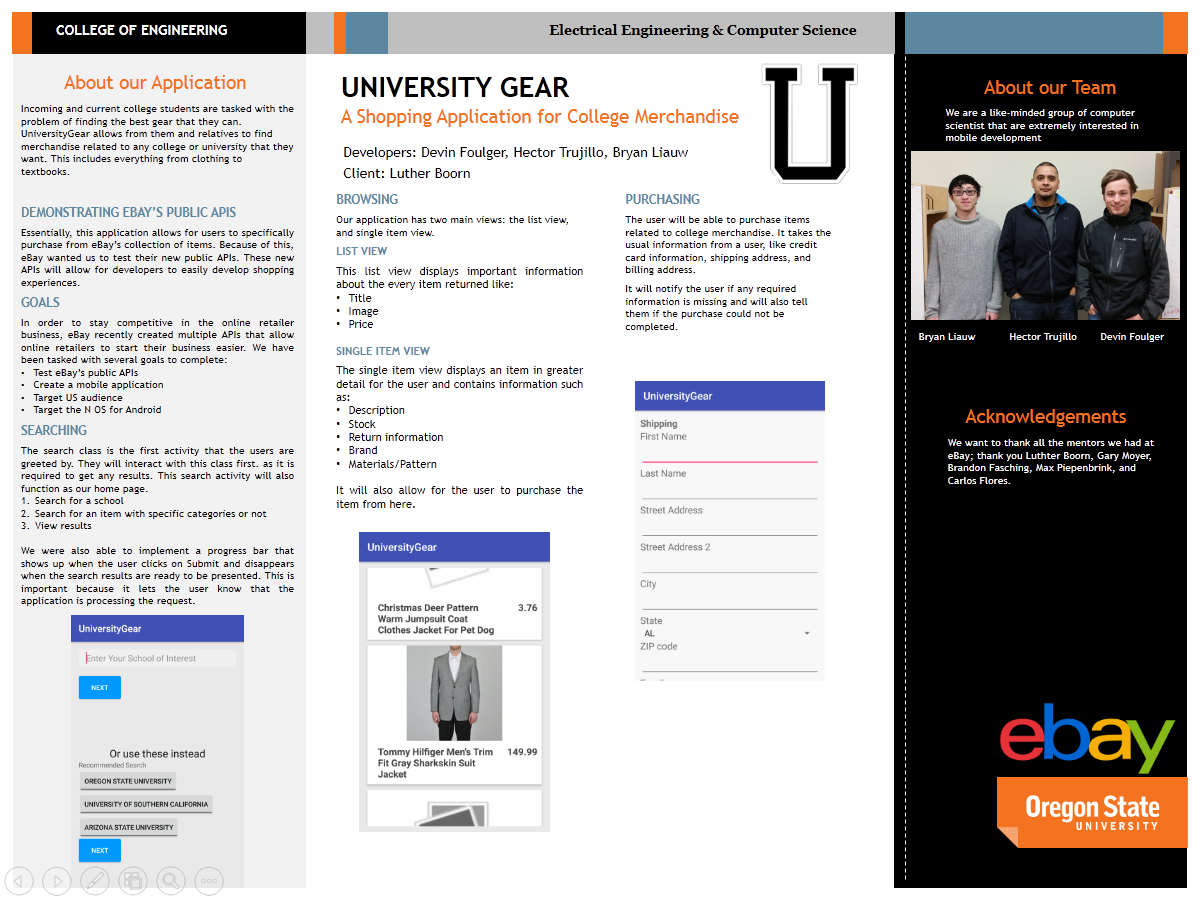 COLLEGE OF ENGINEERING
Electrical Engineering & Computer Science
About our Application
Incoming and current college students are tasked with the
problem of finding the best gear that they can.
UniversityGear allows from them and relatives to find
merchandise related to any college or university that they
want. This includes everything from clothing to
textbooks.
DEMONSTRATING EBAY'S PUBLIC APIS
Essentially, this application allows for users to specifically
purchase from eBay's collection of items. Because of this,
eBay wanted us to test their new public APIs. These new
APIs will allow for developers to easily develop shopping
experiences.
GOALS
In order to stay competitive in the online retailer
business, eBay recently created multiple APIs that allow
online retailers to start their business easier. We have
been tasked with several goals to complete:
• Test eBay's public APIs
• Create a mobile application
• Target US audience
• Target the N OS for Android
SEARCHING
The search class is the first activity that the users are
greeted by. They will interact with this class first. as it is
required to get any results. This search activity will also
function as our home page.
1. Search for a school
2. Search for an item with specific categories or not
3. View results
We were also able to implement a progress bar that
shows up when the user clicks on Submit and disappears
when the search results are ready to be presented. This is
important because it lets the user know that the
application is processing the request.
UniversityGear
Enter Your School of Interest
NEXT
Or use these instead
Recommended Search
OREGON STATE UNIVERSITY
UNIVERSITY OF SOUTHERN CALIFORNIA
ARIZONA STATE UNIVERSITY
NEXT
UNIVERSITY GEAR
A Shopping Application for College Merchandise
U
Developers: Devin Foulger, Hector Trujillo, Bryan Liauw
Client: Luther Boorn
BROWSING
Our application has two main views: the list view,
and single item view.
LIST VIEW
This list view displays important information
about the every item returned like:
• Title
• Image
• Price
SINGLE ITEM VIEW
The single item view displays an item in greater
detail for the user and contains information such
as:
• Description
• Stock
• Return information
• Brand
• Materials/Pattern
It will also allow for the user to purchase the
item from here.
UniversityGear
Christmas Deer Pattern 3.76
Warm Jumpsuit Coat
Clothes Jacket For Pet Dog
Tommy Hilfiger Men's Trim 149.99
Fit Gray Sharkskin Suit
Jacket
PURCHASING
The user will be able to purchase items
related to college merchandise. It takes the
usual information from a user, like credit
card information, shipping address, and
billing address.
It will notify the user if any required
information is missing and will also tell
them if the purchase could not be
completed.
UniversityGear
Shipping
First Name
Last Name
Street Address
Street Address 2
City
State
AL
ZIP code
About our Team
We are a like-minded group of computer
scientist that are extremely interested in
mobile development
Bryan Liauw Hector Trujillo Devin Foulger
Acknowledgements
We want to thank all the mentors we had at
eBay; thank you Luthter Boorn, Gary Moyer,
Brandon Fasching, Max Piepenbrink, and
Carlos Flores.
ebay
Oregon State
UNIVERSITY